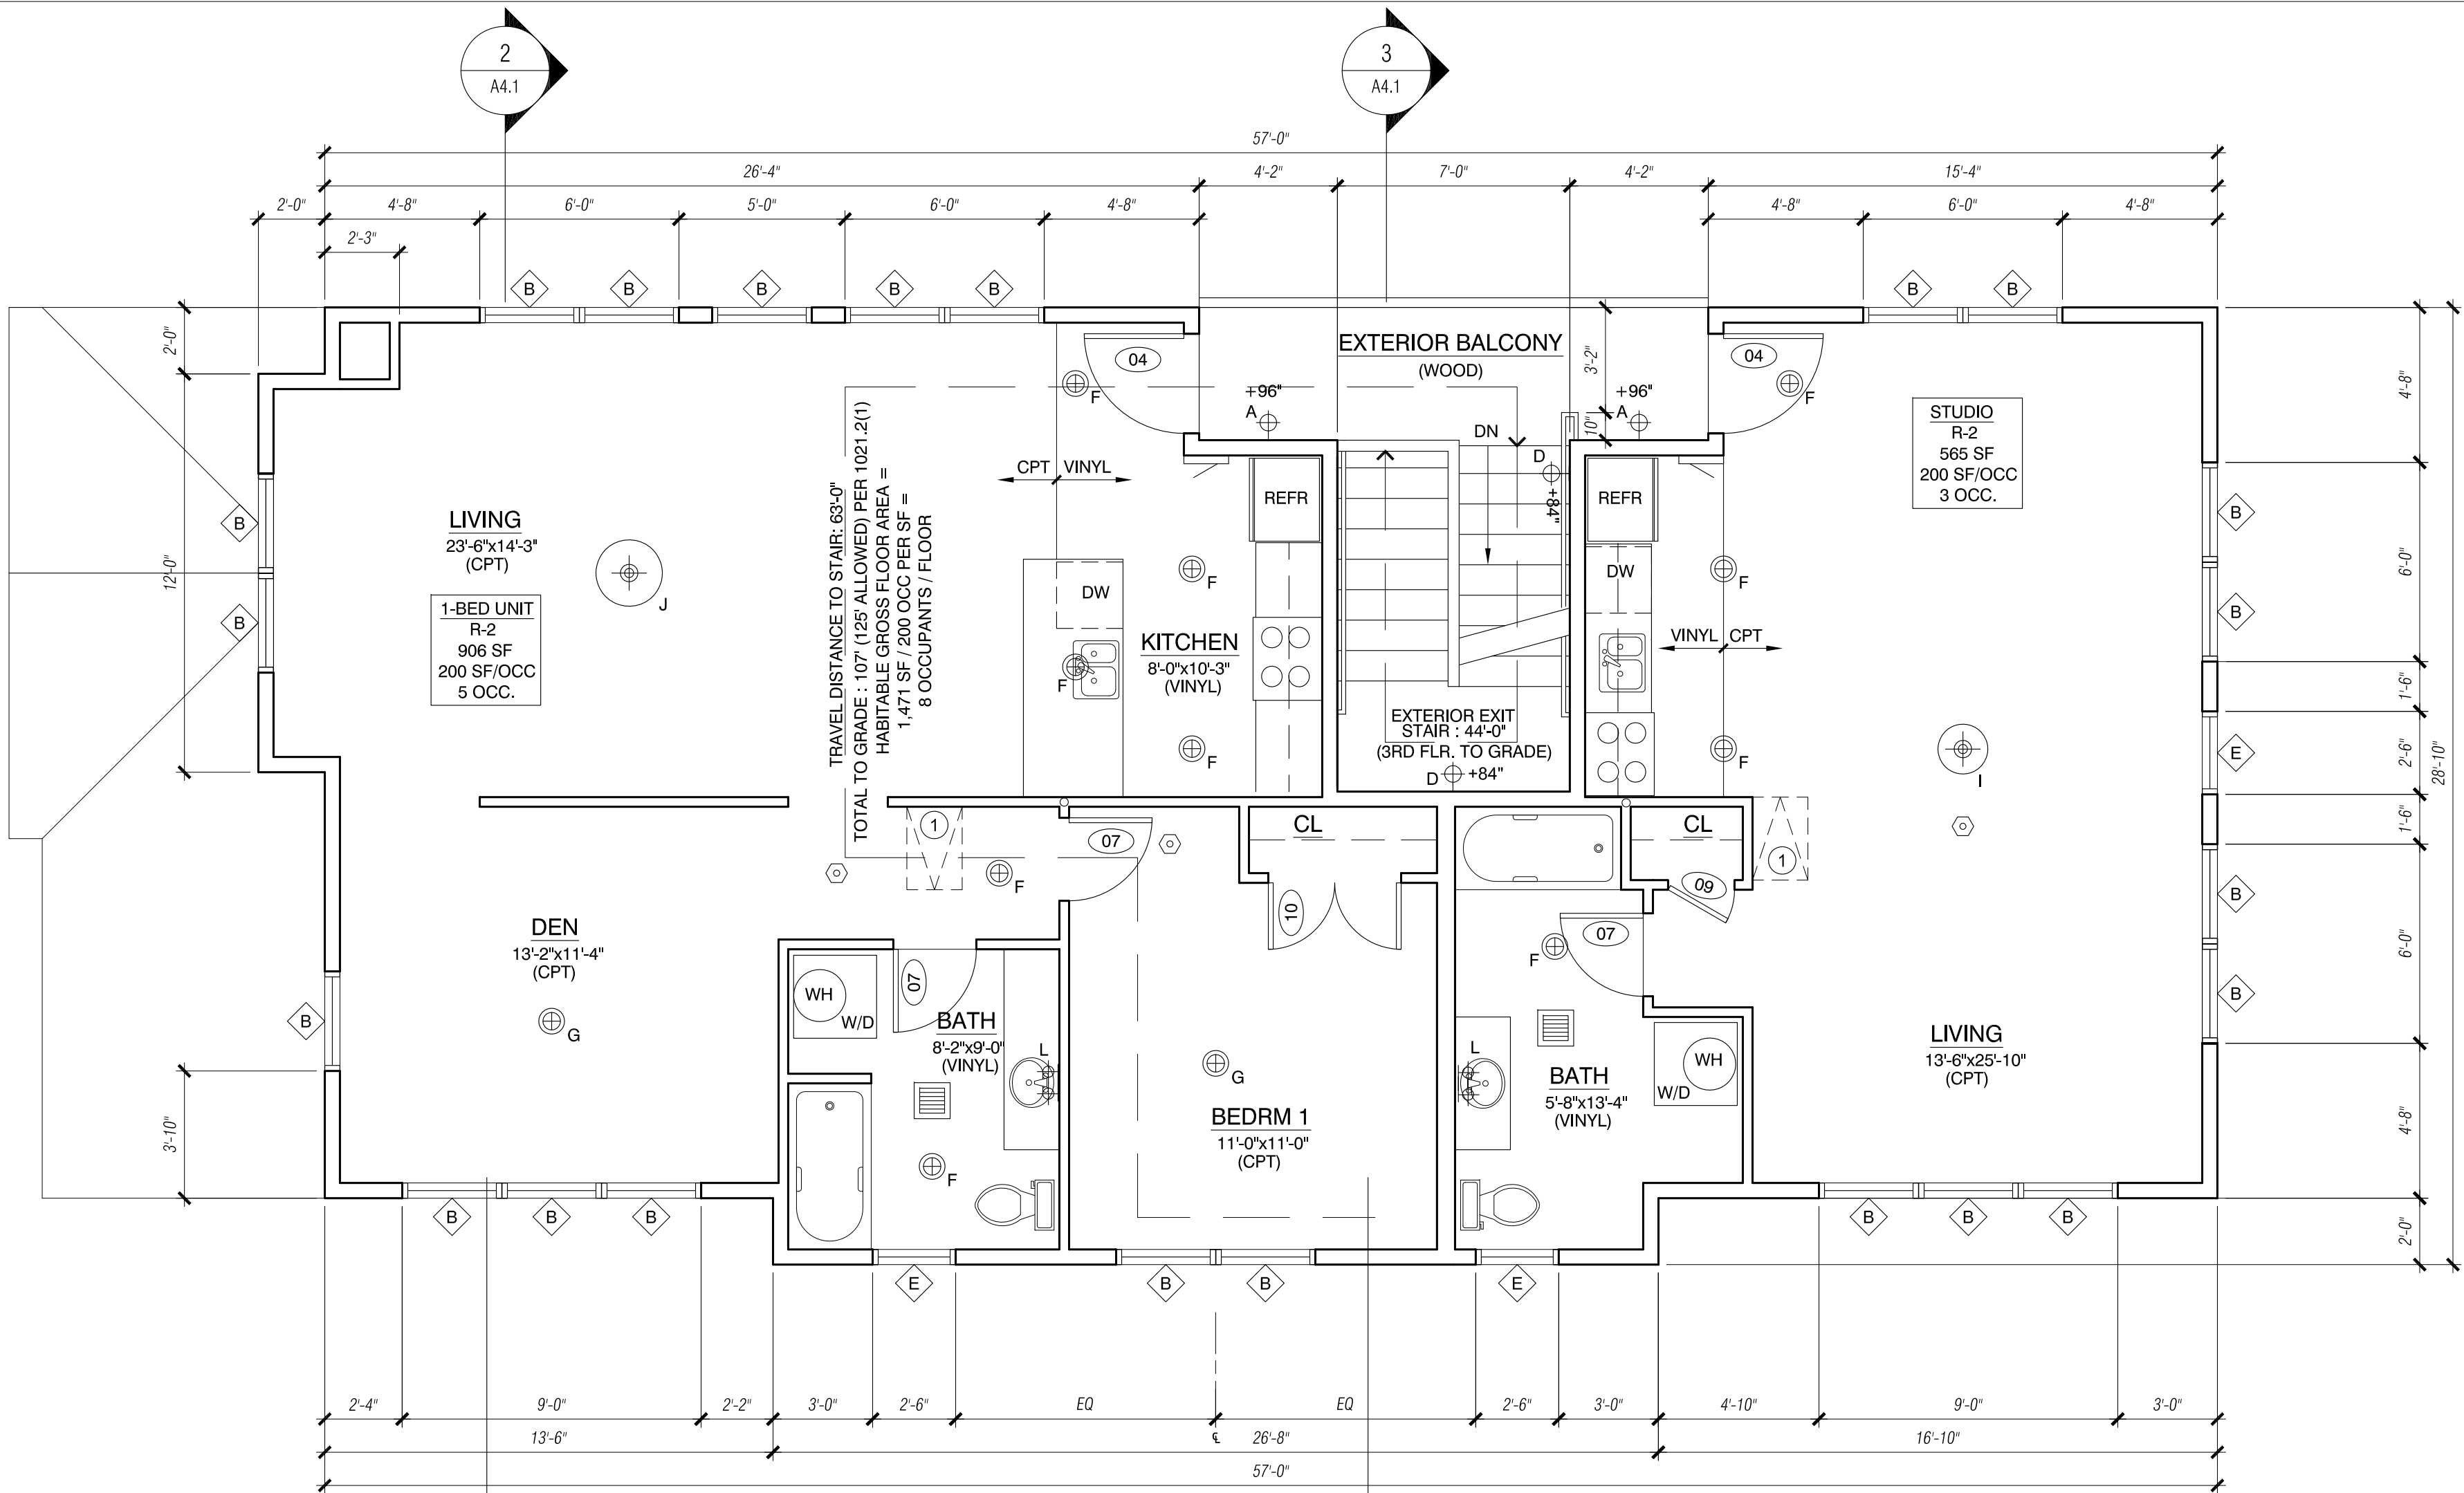 2
A4.1
3
A4.1
57'-0"
26'-4"
4'-2"
7'-0"
4'-2"
15'-4"
2'-0"
4'-8"
6'-0"
5'-0"
6'-0"
4'-8"
4'-8"
6'-0"
4'-8"
2'-3"
B
B
B
B
B
B
B
2'-0"
12'-0"
3'-10"
B
B
B
LIVING
23'-6"x14'-3"
(CPT)
J
1-BED UNIT
R-2
906 SF
200 SF/OCC
5 OCC.
TRAVEL DISTANCE TO STAIR: 63'-0"
TOTAL TO GRADE : 107' (125' ALLOWED) PER 1021.2(1)
HABITABLE GROSS FLOOR AREA =
1,471 SF / 200 OCC PER SF =
8 OCCUPANTS / FLOOR
04
F
CPT
VINYL
REFR
DW
F
F
F
KITCHEN
8'-0"x10'-3"
(VINYL)
EXTERIOR BALCONY
(WOOD)
+96"
A
+96"
A
3'-2"
10"
DN
D
+84"
EXTERIOR EXIT
STAIR : 44'-0"
(3RD FLR. TO GRADE)
D
+84"
04
F
REFR
DW
F
F
VINYL
CPT
STUDIO
R-2
565 SF
200 SF/OCC
3 OCC.
I
B
B
E
B
B
4'-8"
6'-0"
1'-6"
2'-6"
1'-6"
6'-0"
4'-8"
2'-0"
28'-10"
1
07
F
CL
10
CL
09
1
07
F
DEN
13'-2"x11'-4"
(CPT)
G
WH
W/D
07
BATH
8'-2"x9'-0"
(VINYL)
L
F
G
BEDRM 1
11'-0"x11'-0"
(CPT)
L
BATH
5'-8"x13'-4"
(VINYL)
WH
W/D
LIVING
13'-6"x25'-10"
(CPT)
B
B
B
E
B
B
E
B
B
B
2'-4"
9'-0"
2'-2"
3'-0"
2'-6"
EQ
EQ
2'-6"
3'-0"
4'-10"
9'-0"
3'-0"
13'-6"
℄
26'-8"
16'-10"
57'-0"